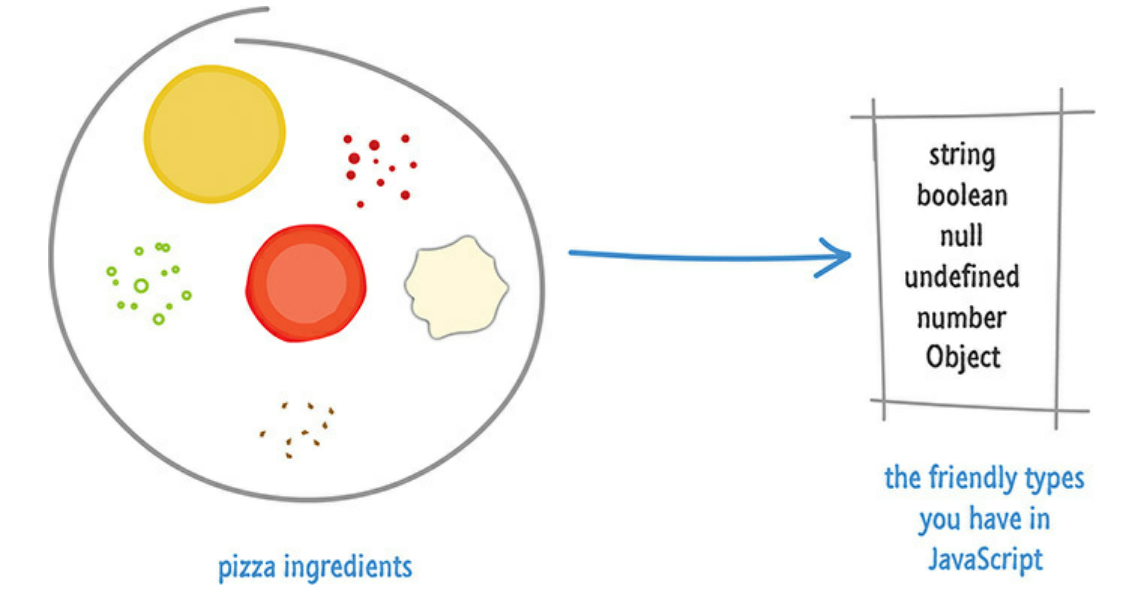 string
boolean
null
undefined
number
Object
pizza ingredients
the friendly types
you have in
JavaScript